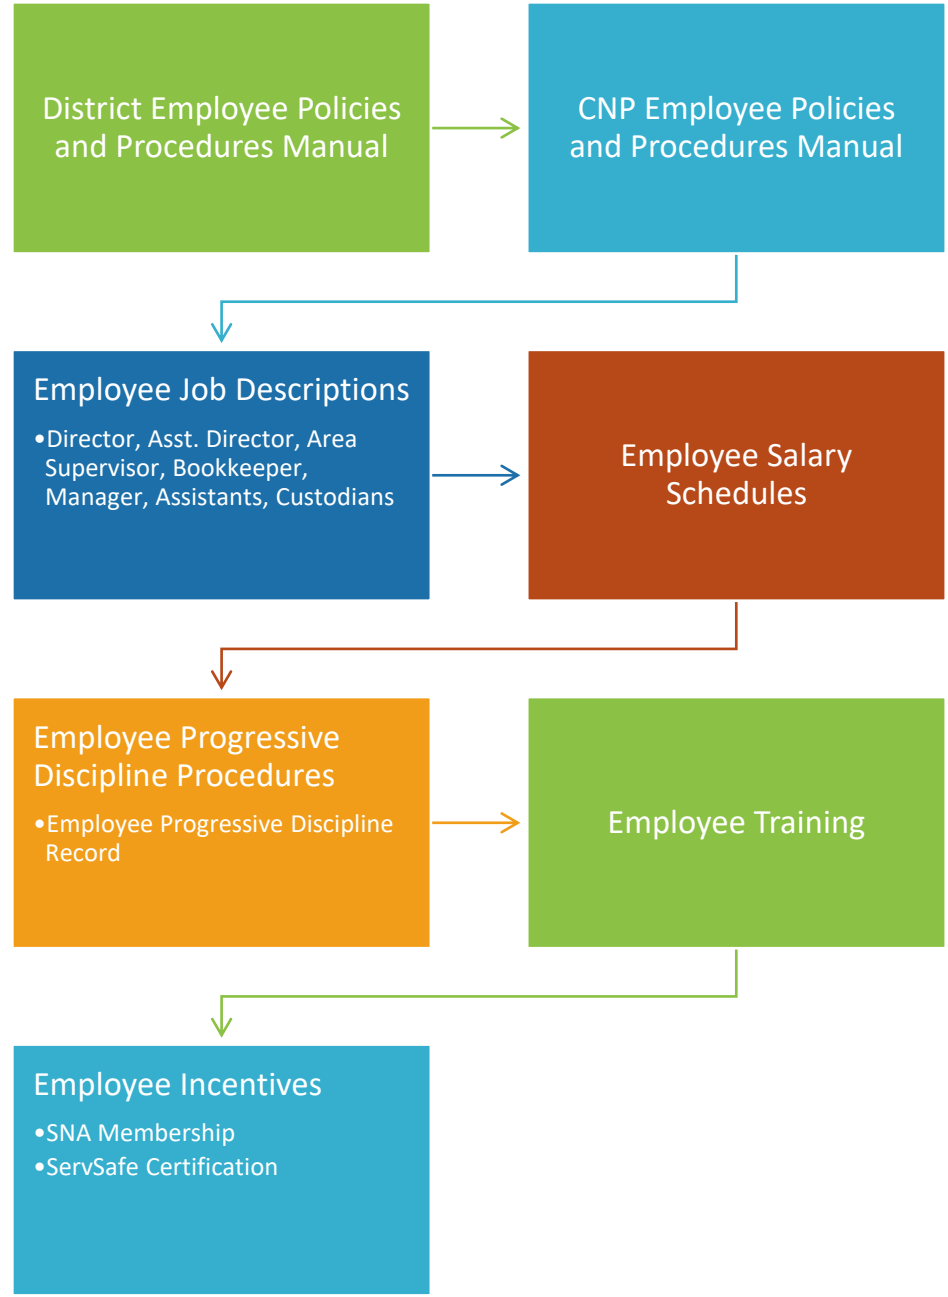 District Employee Policies
and Procedures Manual
CNP Employee Policies
and Procedures Manual
Employee Job Descriptions
•Director, Asst. Director, Area
Supervisor, Bookkeeper,
Manager, Assistants, Custodians
Employee Salary
Schedules
Employee Progressive
Discipline Procedures
•Employee Progressive Discipline
Record
Employee Training
Employee Incentives
•SNA Membership
•ServSafe Certification